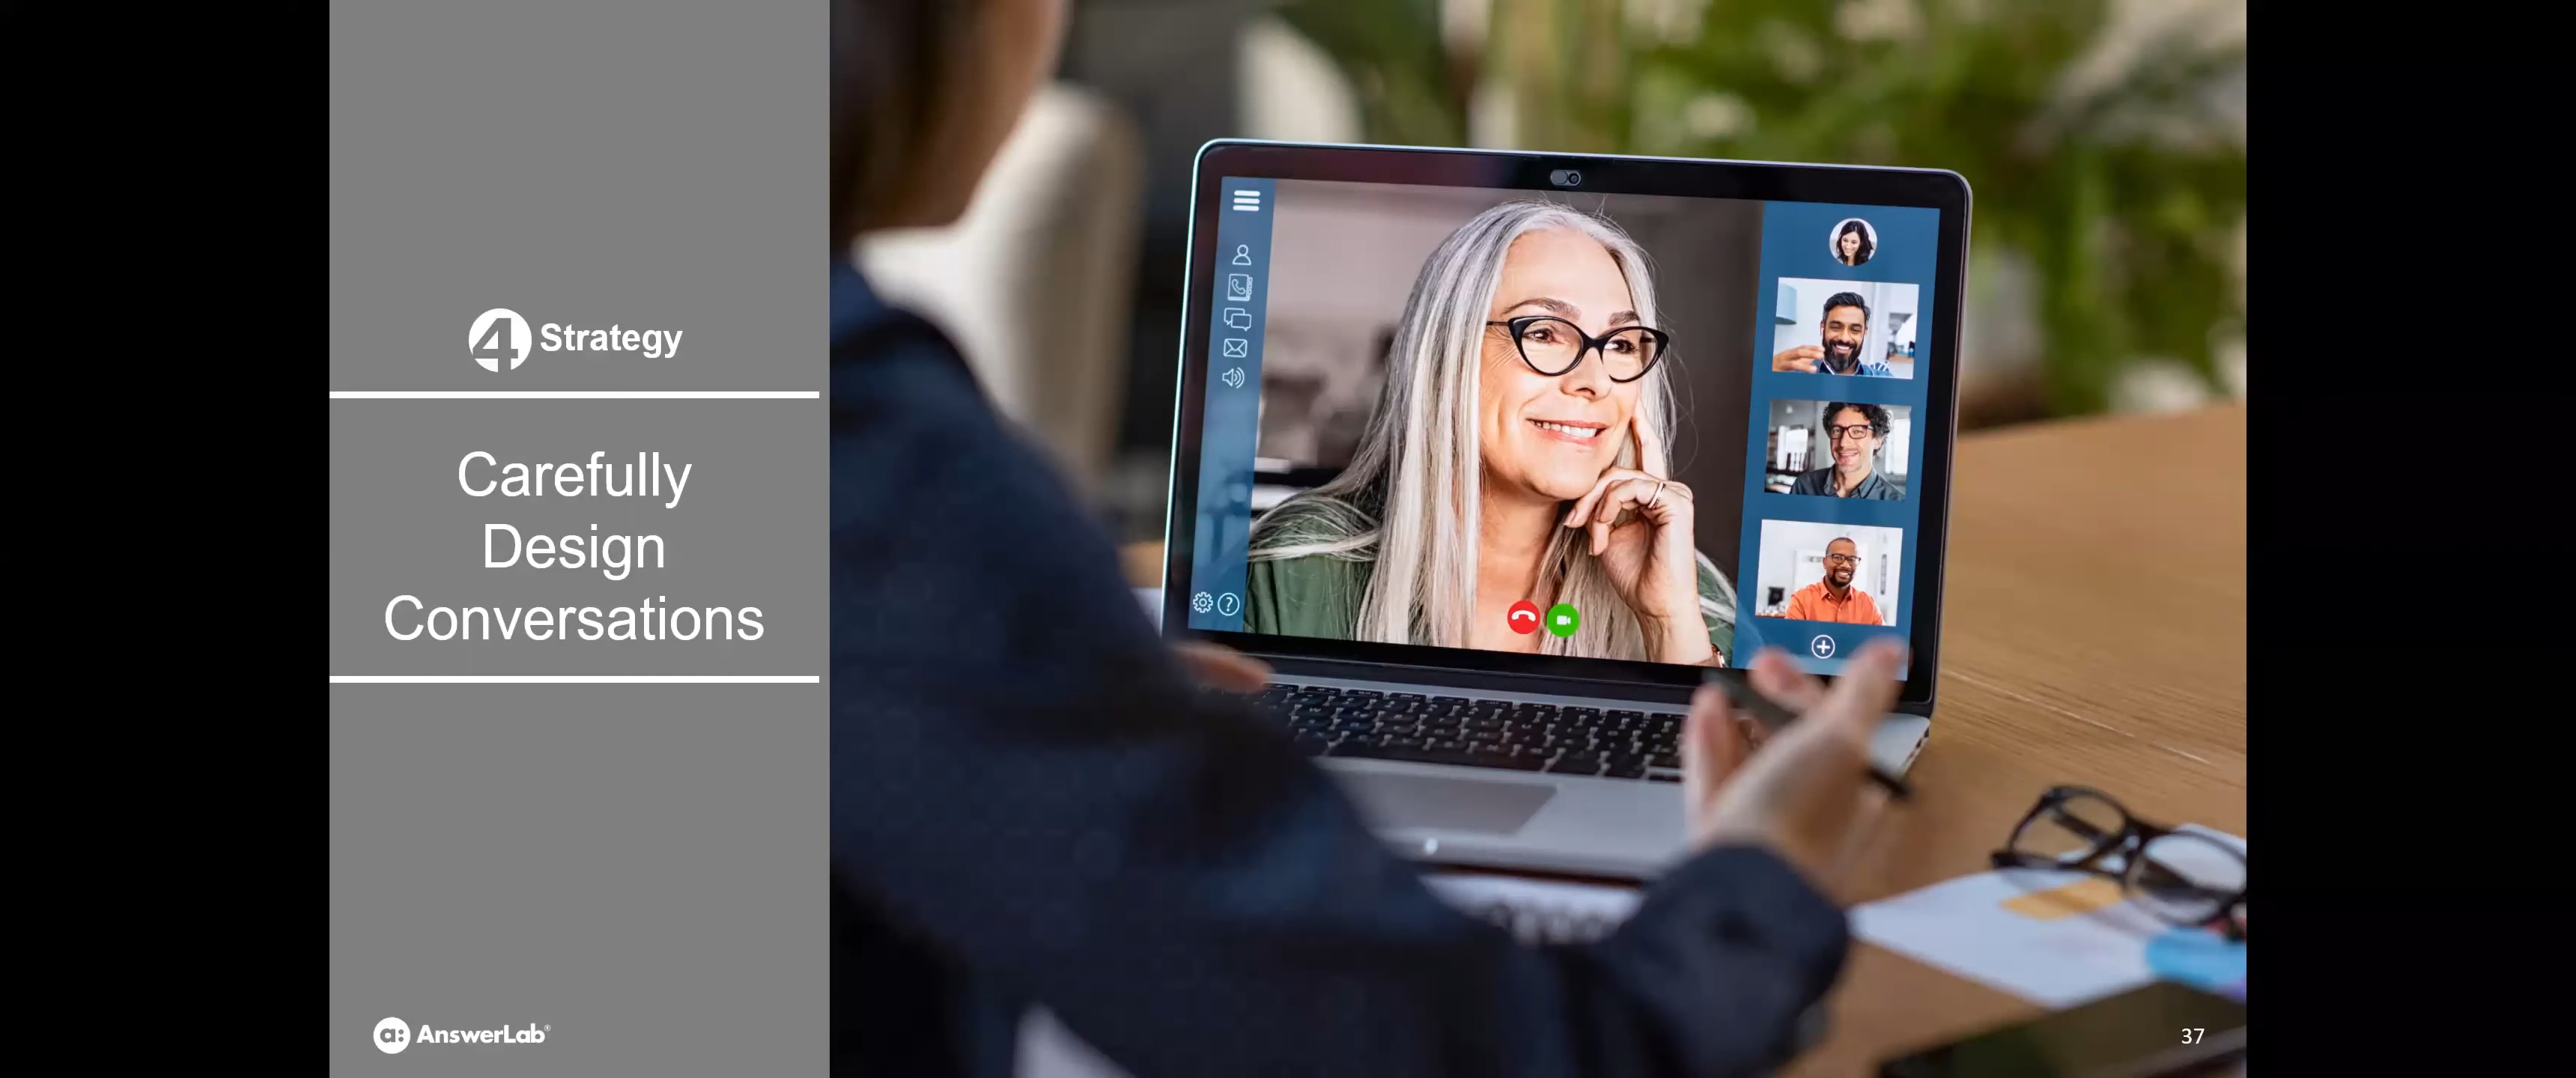 4 Strategy
Carefully
Design
Conversations
a: AnswerLab®
?
37